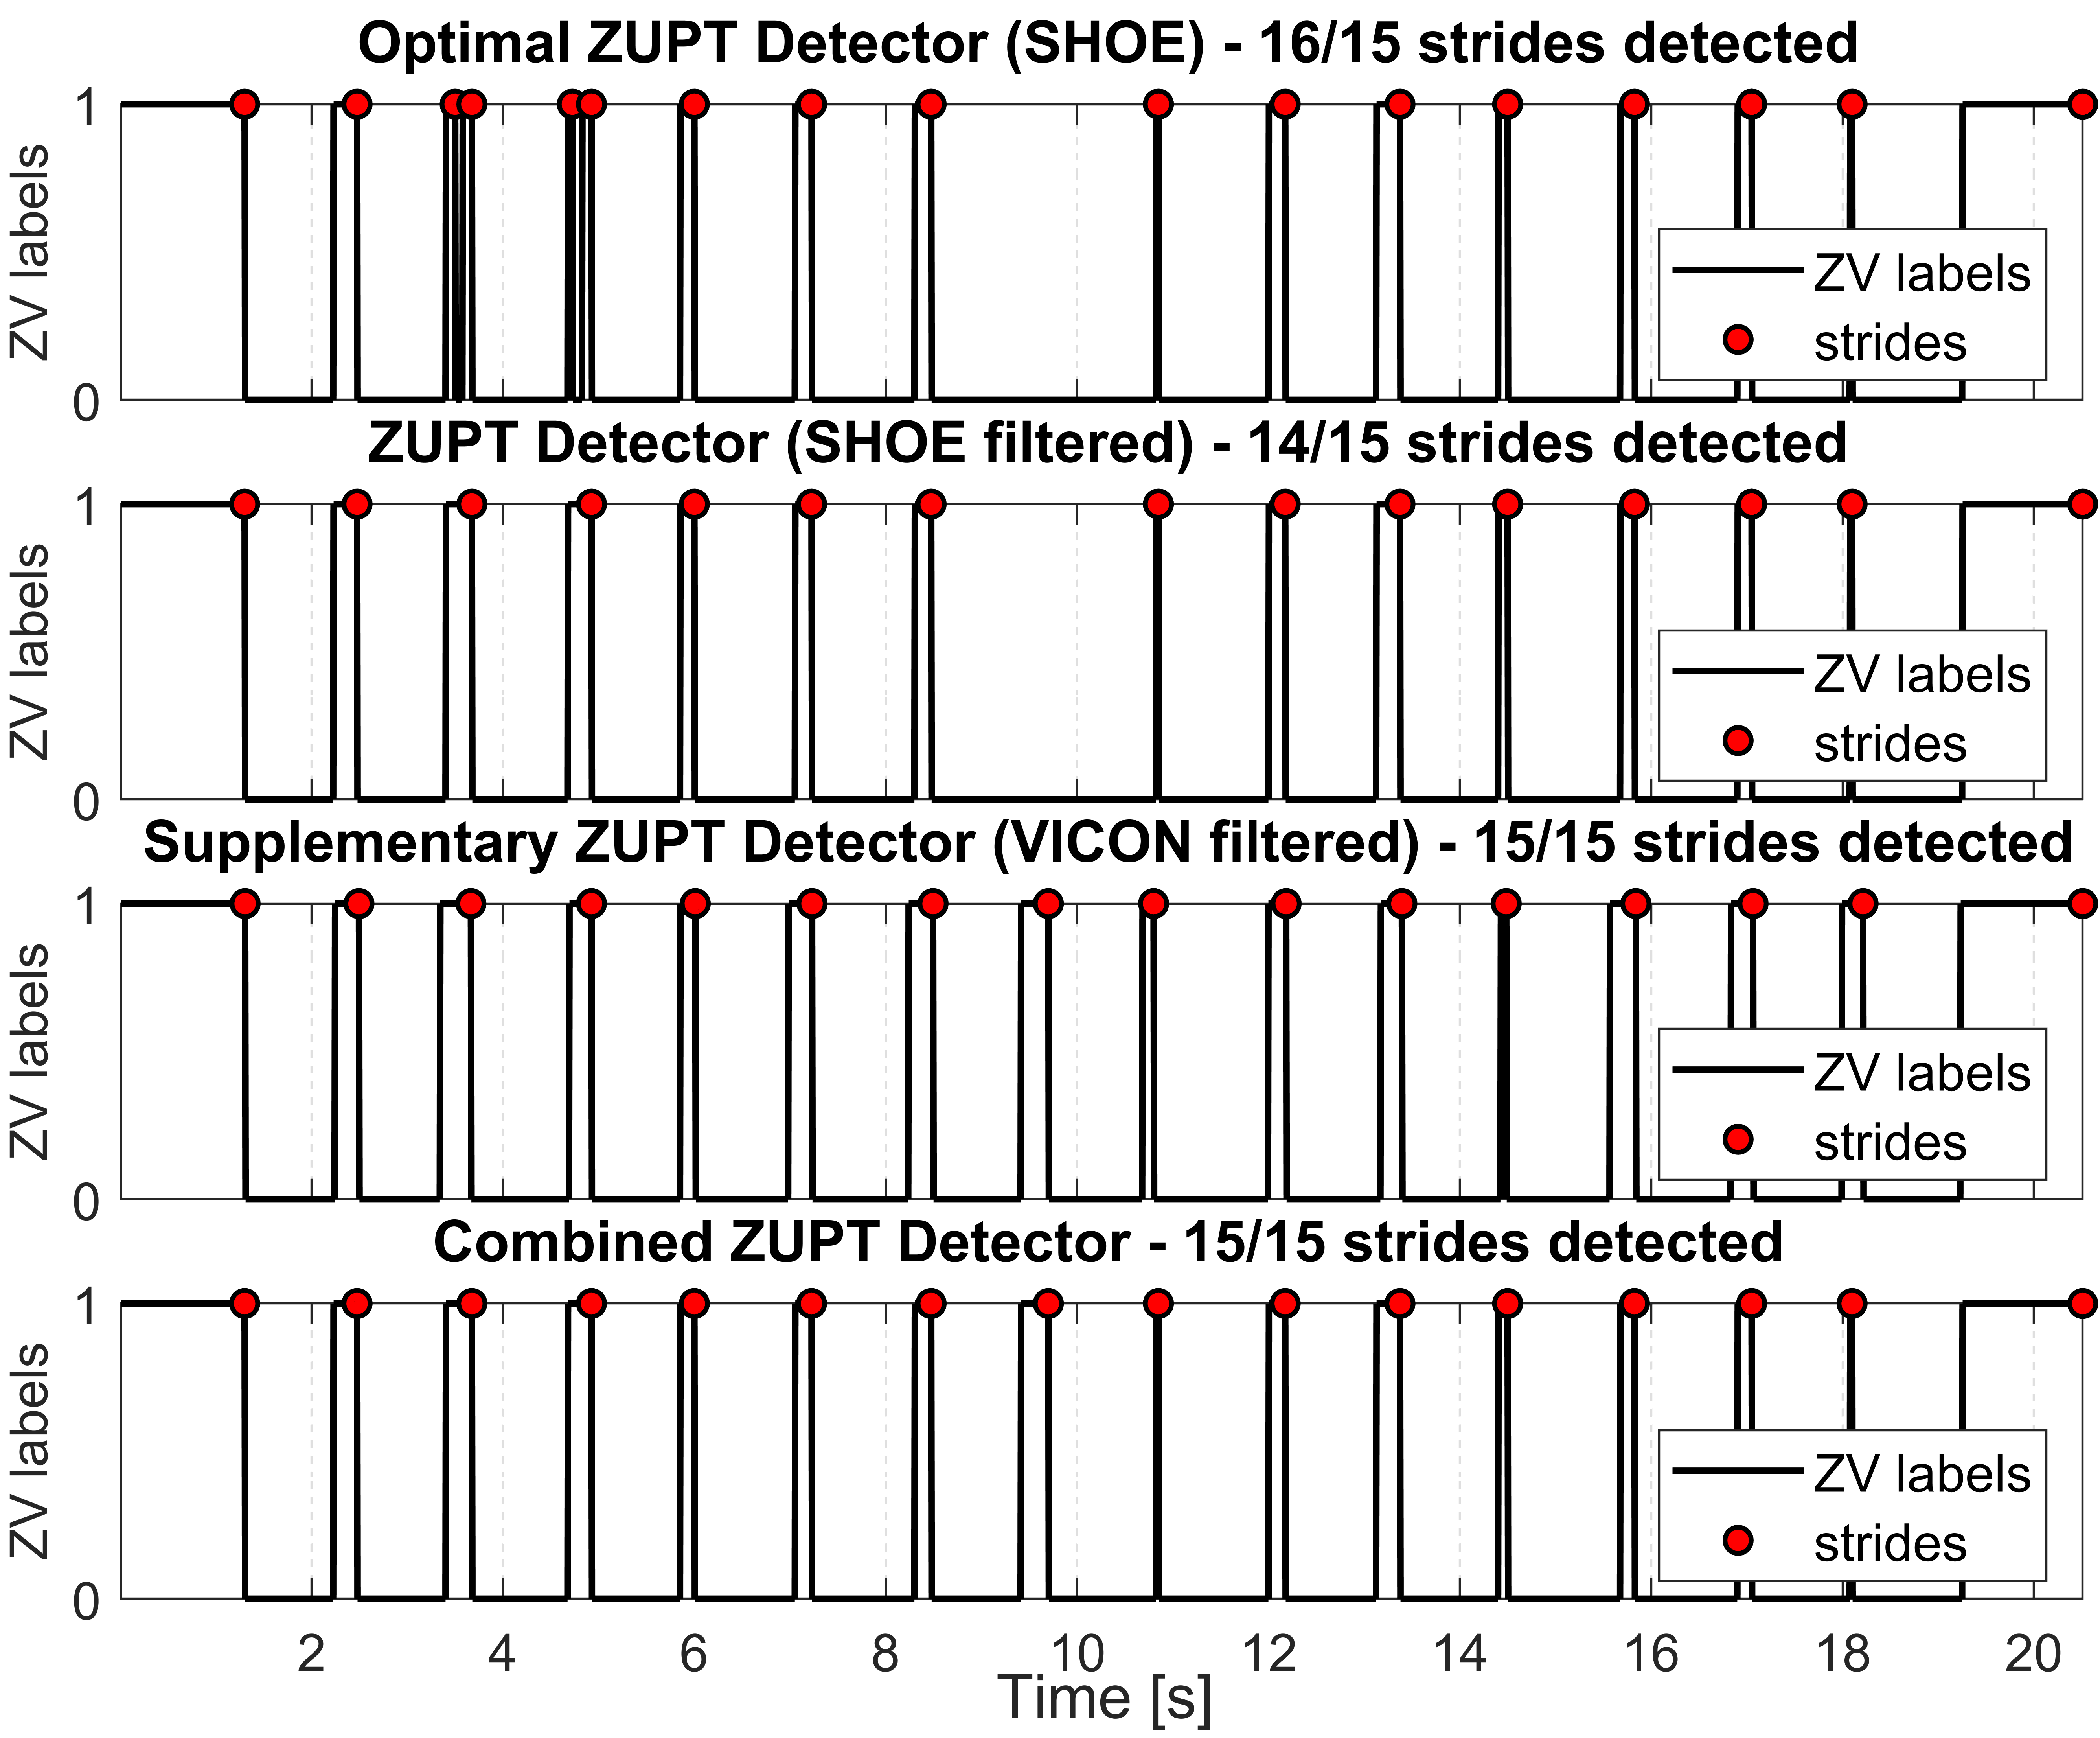 Optimal ZUPT Detector (SHOE) - 16/15 strides detected
1
ZV labels
0
ZV labels
strides
ZUPT Detector (SHOE filtered) - 14/15 strides detected
1
ZV labels
0
ZV labels
strides
Supplementary ZUPT Detector (VICON filtered) - 15/15 strides detected
1
ZV labels
0
ZV labels
strides
Combined ZUPT Detector - 15/15 strides detected
1
ZV labels
0
ZV labels
strides
2 4 6 8 10 12 14 16 18 20
Time [s]